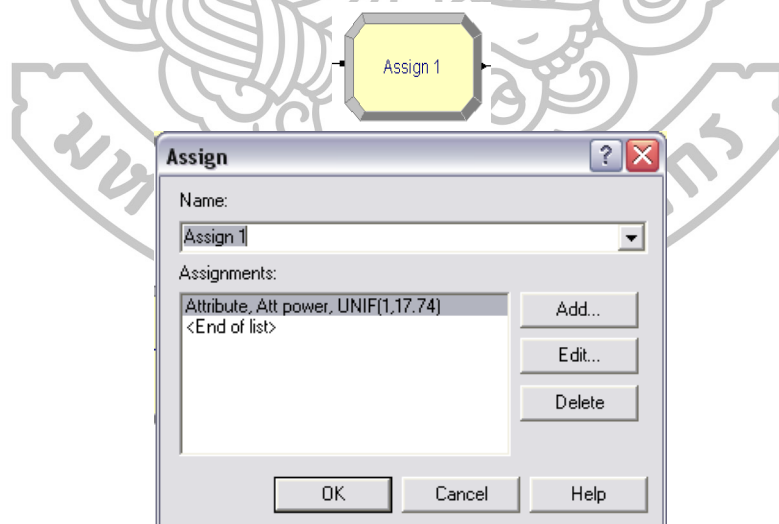 Assign 1
Assign
Name:
Assign 1
Assignments:
Attribute, Att power, UNIF(1,17.74)
<End of list>
Add...
Edit...
Delete
OK
Cancel
Help